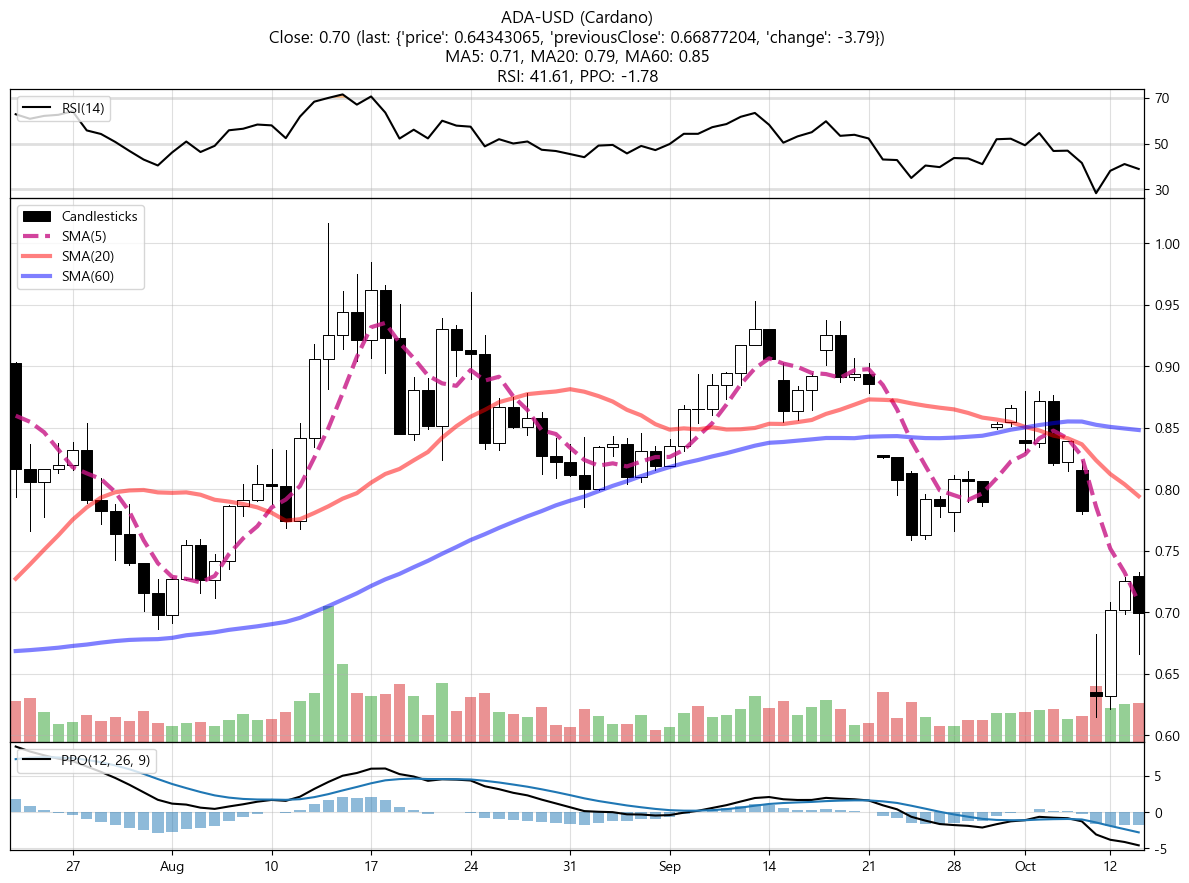 ADA-USD (Cardano)
Close: 0.70 (last: {'price': 0.64343065, 'previousClose': 0.66877204, 'change': -3.79})
MA5: 0.71, MA20: 0.79, MA60: 0.85
RSI: 41.61, PPO: -1.78
RSI(14)
70
50
30
Candlesticks
SMA(5)
SMA(20)
SMA(60)
1.00
0.95
0.90
0.85
0.80
0.75
0.70
0.65
0.60
PPO(12, 26, 9)
5
0
-5
27 Aug 10 17 24 31 Sep 14 21 28 Oct 12